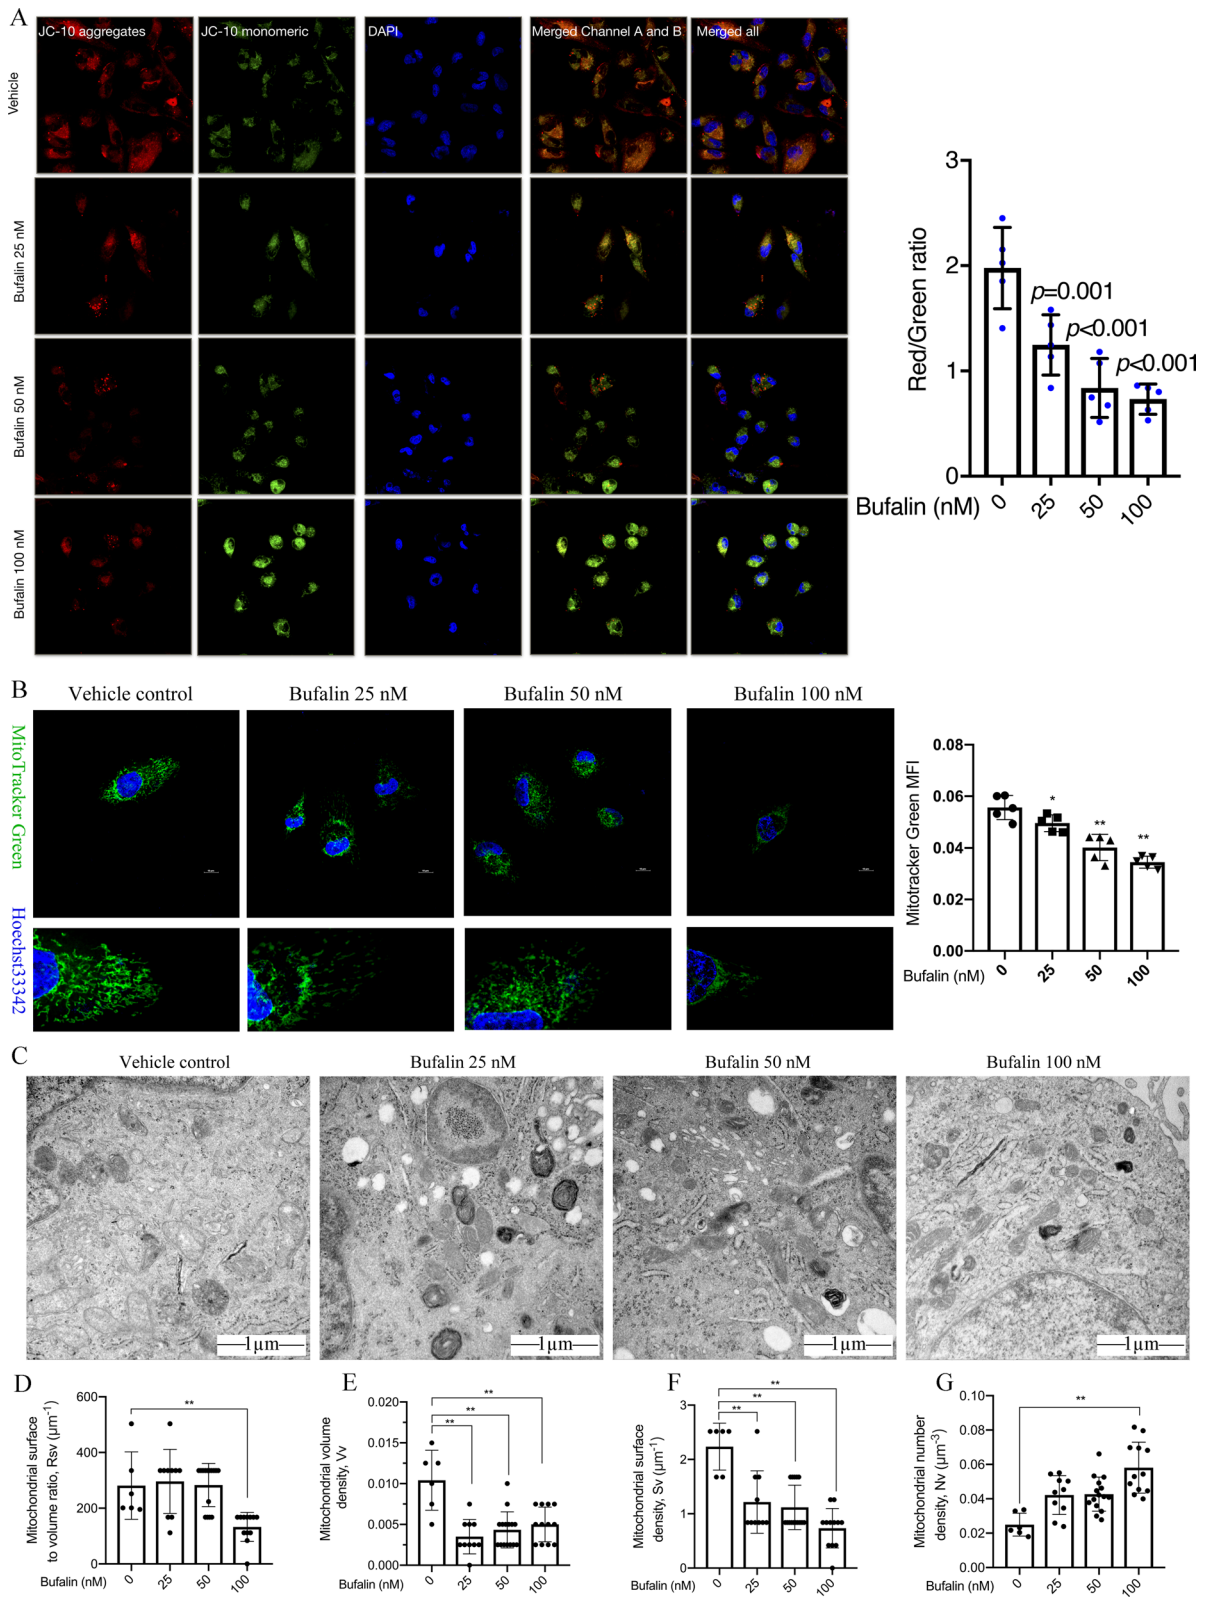 A
JC-10 aggregates JC-10 monomeric DAPI Merged Channel A and B Merged all
Vehicle
Bufalin 25 nM
Bufalin 50 nM
Bufalin 100 nM
Red/Green ratio
3
2
1
0
p=0.001
p<0.001
p<0.001
Bufalin (nM) 0 25 50 100
B
Vehicle control Bufalin 25 nM Bufalin 50 nM Bufalin 100 nM
MitoTracker Green
Hoechst33342
Mitotracker Green MFI
0.08
0.06
0.04
0.02
0.00
* ** **
Bufalin (nM) 0 25 50 100
C
Vehicle control Bufalin 25 nM Bufalin 50 nM Bufalin 100 nM
1µm 1µm 1µm 1µm
D
Mitochondrial surface
to volume ratio, Rsv (µm-1)
600
400
200
0
**
Bufalin (nM) 0 25 50 100
E
Mitochondrial volume
density, Vv
0.020
0.015
0.010
0.005
0.000
**
**
**
Bufalin (nM) 0 25 50 100
F
Mitochondrial surface
density, Sv (µm-1)
3
2
1
0
**
**
**
Bufalin (nM) 0 25 50 100
G
Mitochondrial number
density, Nv (µm-3)
0.10
0.08
0.06
0.04
0.02
0.00
**
Bufalin (nM) 0 25 50 100